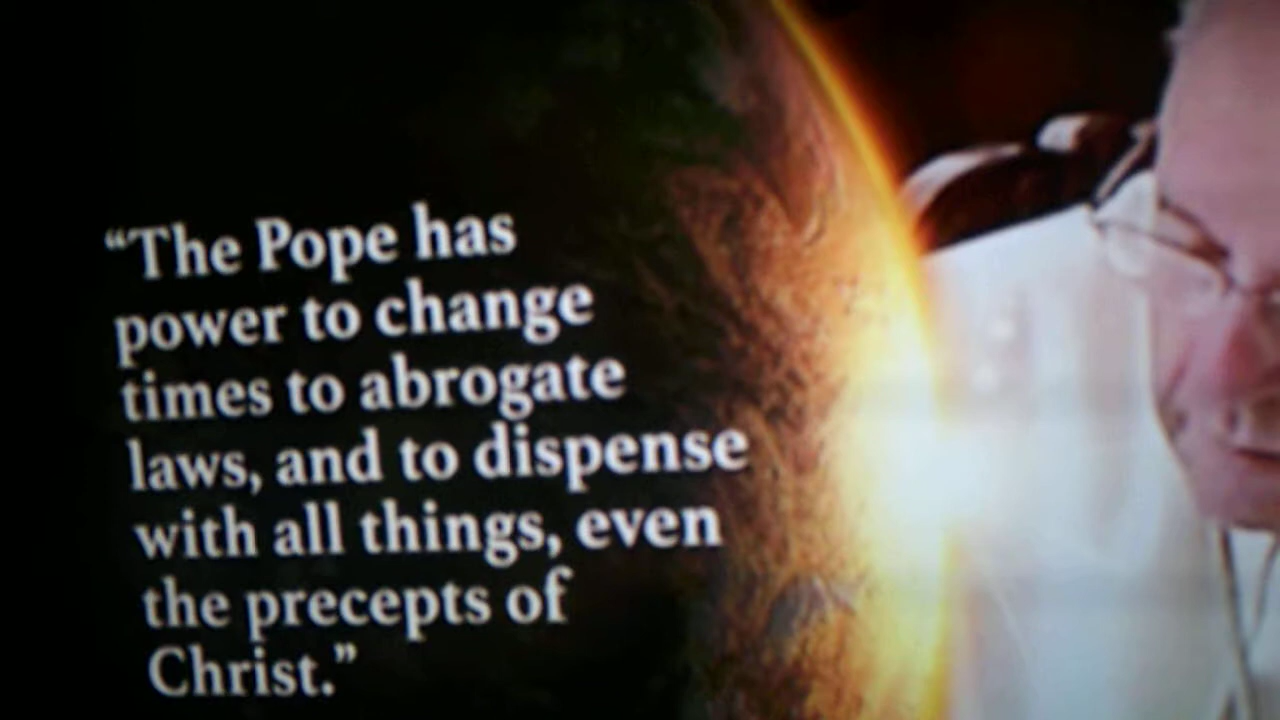 “The Pope has
power to change
times to abrogate
laws, and to dispense
with all things, even
the precepts of
Christ.”